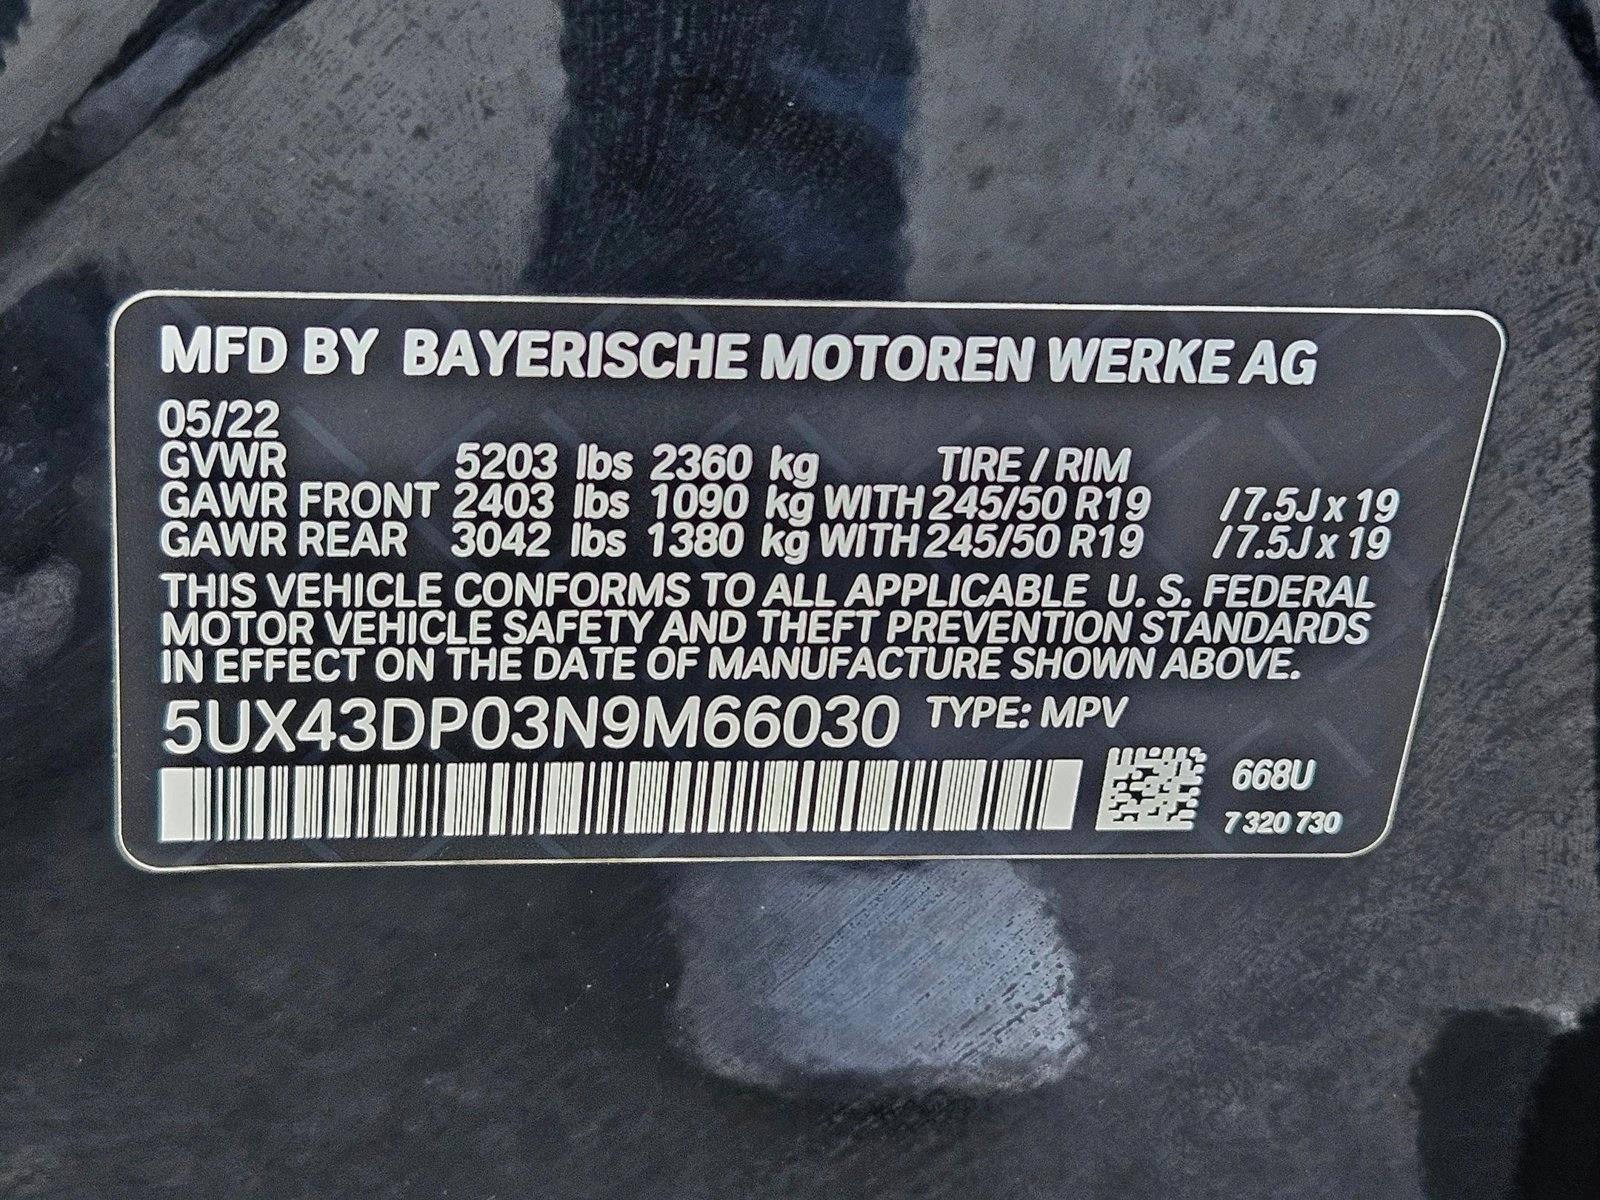 MFD BY BAYERISCHE MOTOREN WERKE AG
05/22
GVWR 5203 lbs 2360 kg TIRE / RIM
GAWR FRONT 2403 lbs 1090 kg WITH 245/50 R19 / 7.5J x 19
GAWR REAR 3042 lbs 1380 kg WITH 245/50 R19 / 7.5J x 19
THIS VEHICLE CONFORMS TO ALL APPLICABLE U. S. FEDERAL
MOTOR VEHICLE SAFETY AND THEFT PREVENTION STANDARDS
IN EFFECT ON THE DATE OF MANUFACTURE SHOWN ABOVE.
5UX43DP03N9M66030 TYPE: MPV
668U
7 320 730